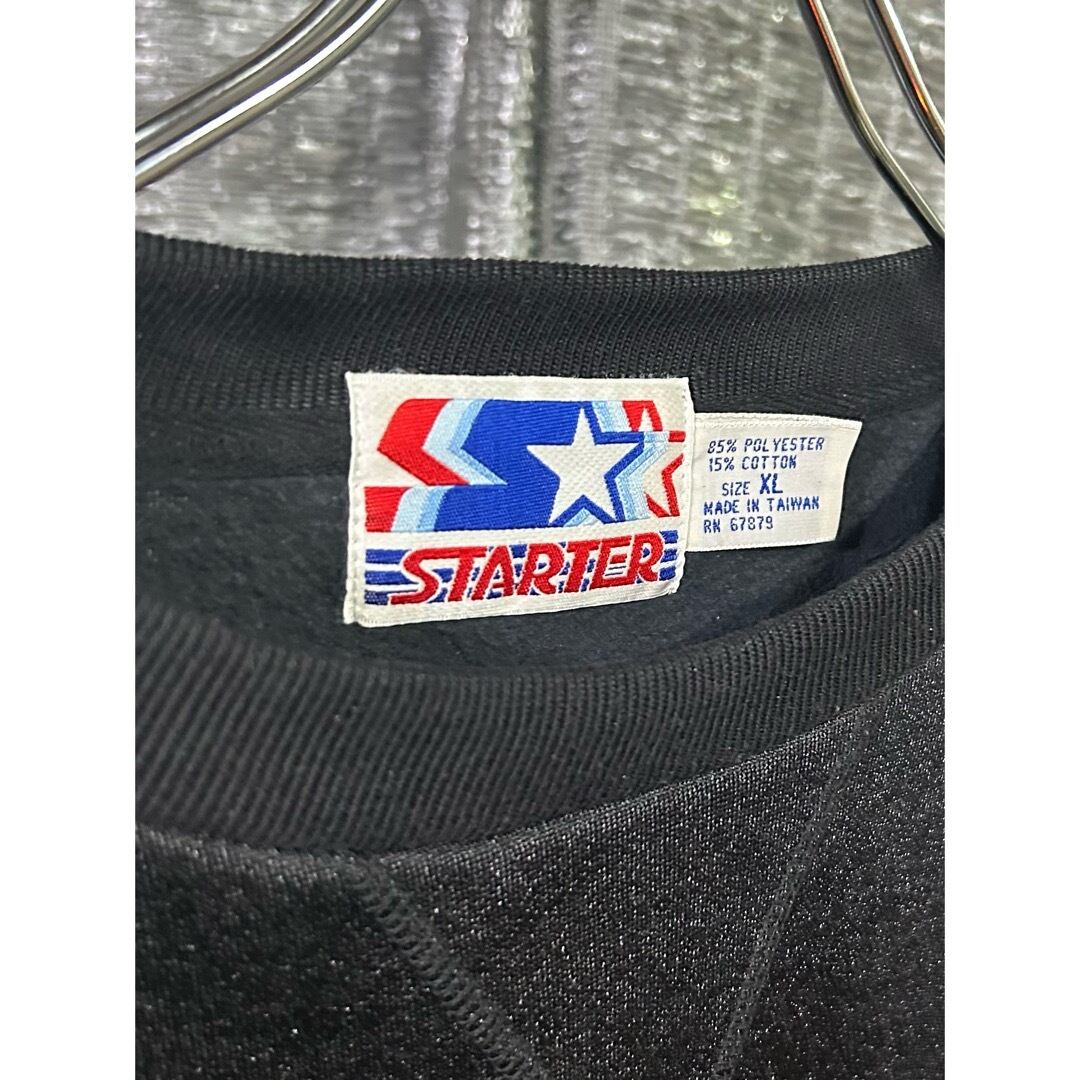 STARTER
85% POLYESTER
15% COTTON
SIZE XL
MADE IN TAIWAN
RN 67879